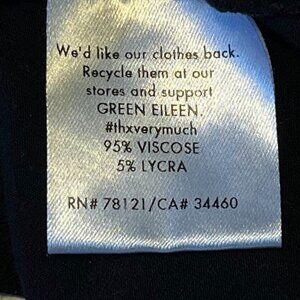 We'd like our clothes back.
Recycle them at our
stores and support
GREEN EILEEN.
#thxverymuch
95% VISCOSE
5% LYCRA
RN# 78121/CA# 34460